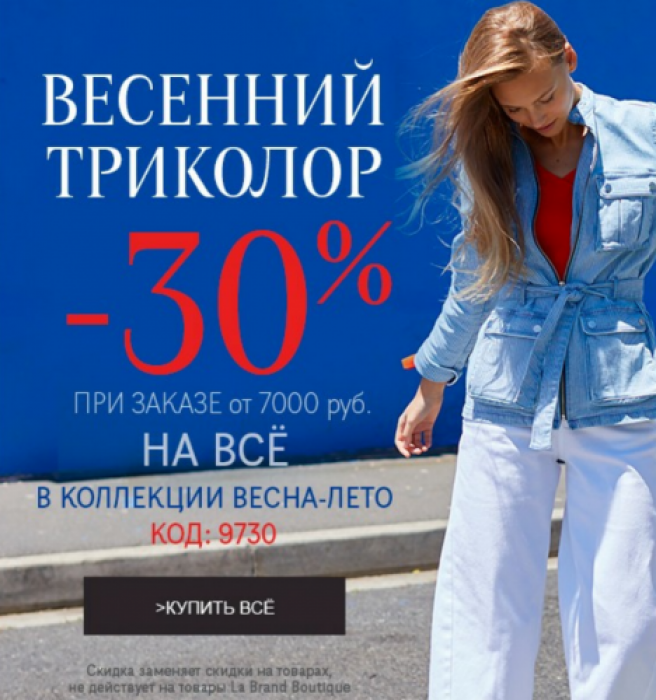 ВЕСЕННИЙ
ТРИКОЛОР
-30%
ПРИ ЗАКАЗЕ от 7000 руб.
НА ВСЁ
В КОЛЛЕКЦИИ ВЕСНА-ЛЕТО
КОД: 9730
>КУПИТЬ ВСЁ
Скидка заменяет скидки на товарах,
не действует на товары La Brand Boutique